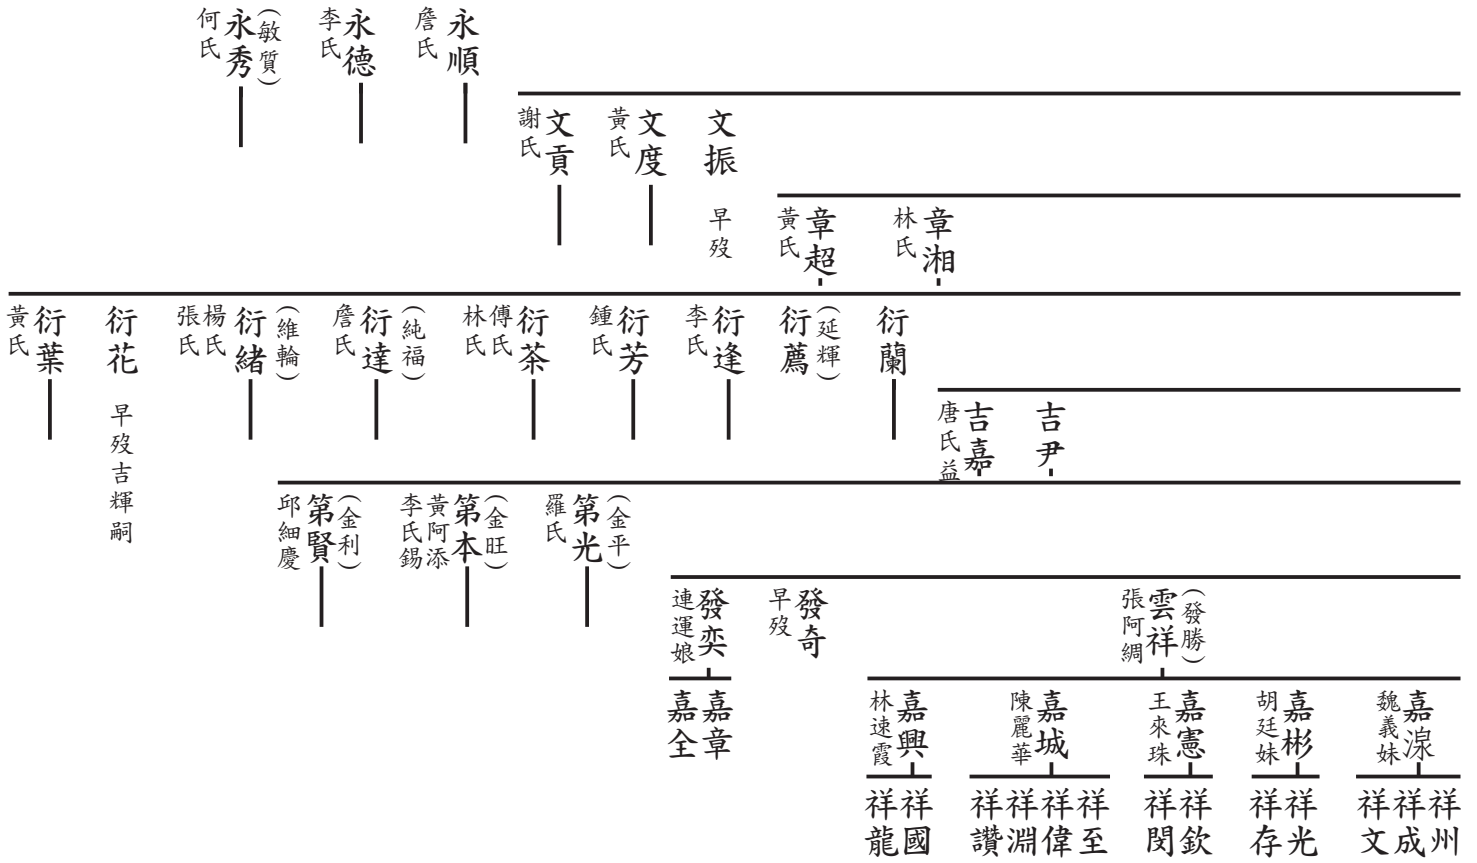 永順
詹氏
永德
李氏
(敏質)
永秀
何氏
文振
早歿
文度
黃氏
文貢
謝氏
章湘
林氏
章超
黃氏
衍蘭
(延輝)
衍薦
衍逢
李氏
衍芳
鍾氏
衍茶
傅氏
林氏
(純福)
衍達
詹氏
(維輪)
衍緒
楊氏
張氏
衍花
早歿吉輝嗣
衍葉
黃氏
吉尹
吉嘉
唐氏益
(金平)
第光
羅氏
(金旺)
第本
黃阿添
李氏錫
(金利)
第賢
邱細慶
(發勝)
雲祥
張阿綢
發奇
早歿
發奕
連運娘
嘉湶
魏義妹
嘉彬
胡廷妹
嘉憲
王來珠
嘉城
陳麗華
嘉興
林速霞
嘉章
嘉全
祥州
祥成
祥文
祥光
祥存
祥欽
祥閔
祥至
祥偉
祥淵
祥讚
祥國
祥龍